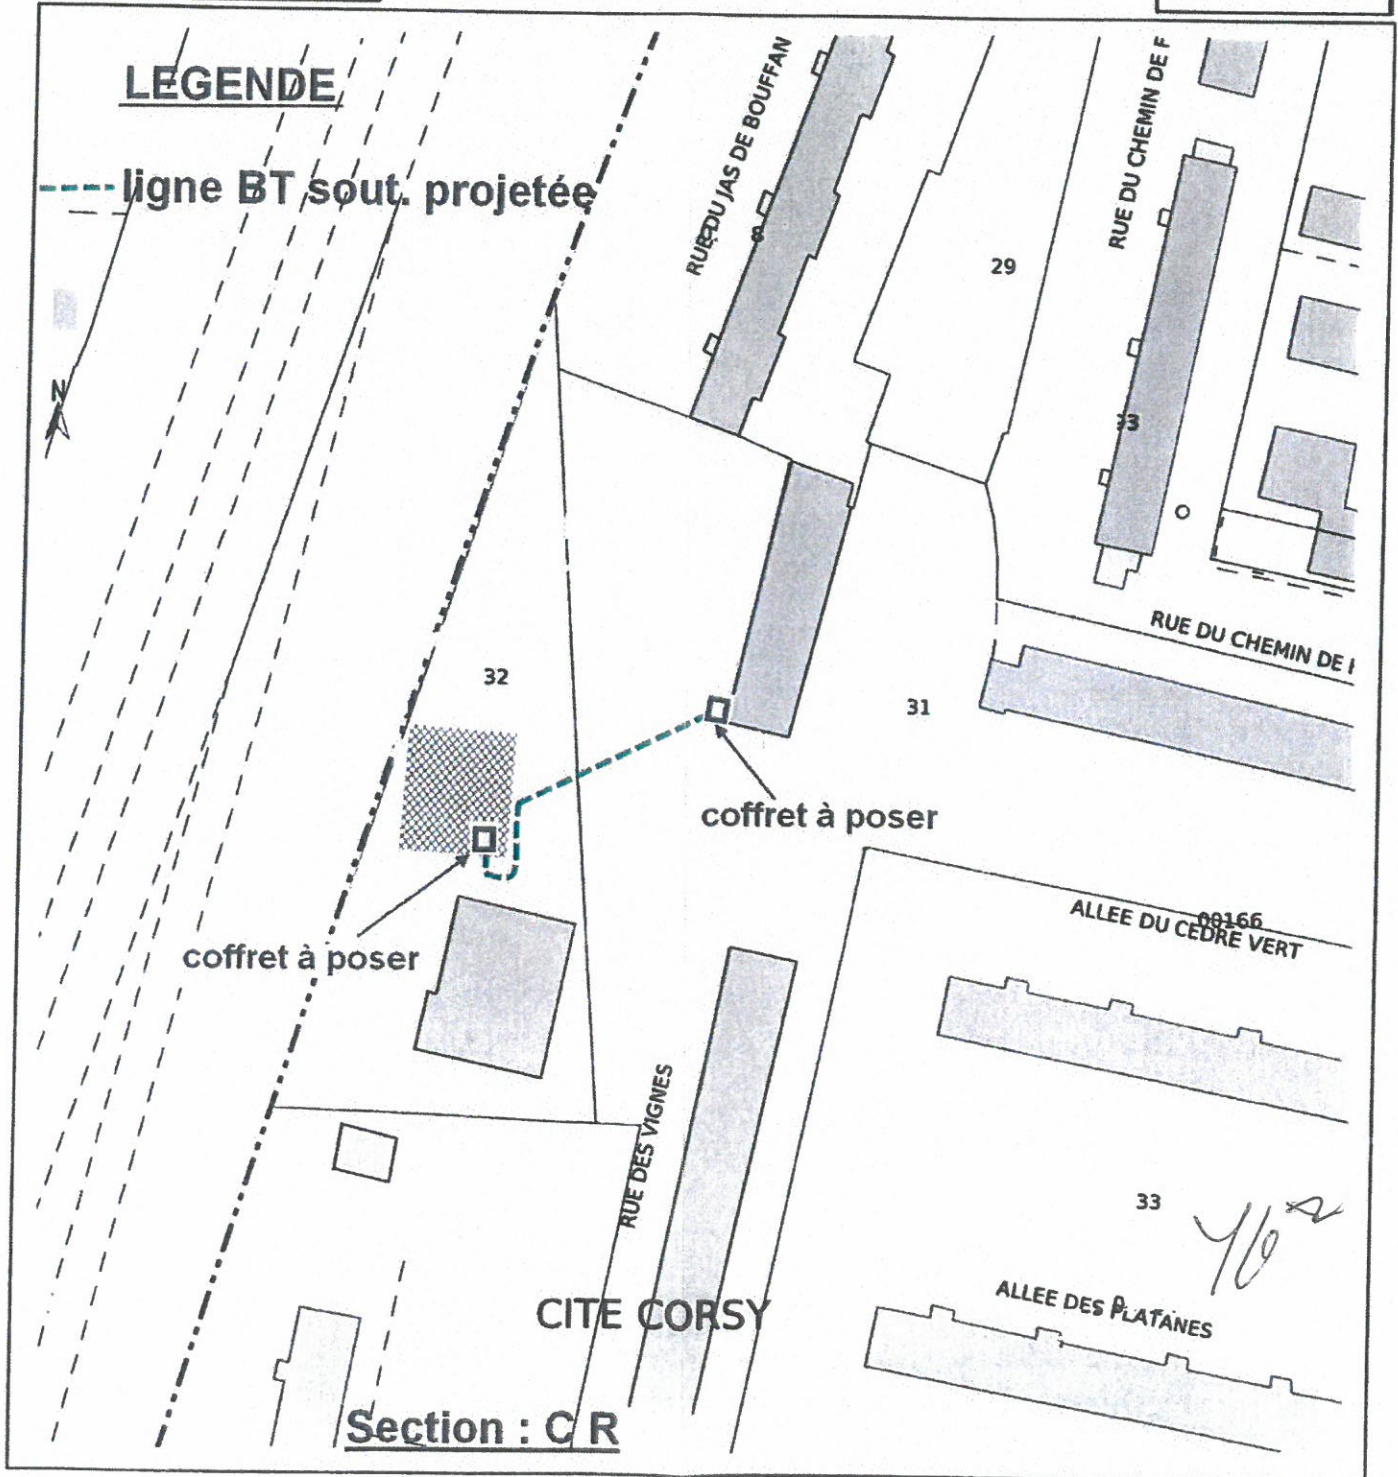 LEGENDE
ligne BT sout. projetée
RUE DU JAS DE BOUFFAN
8
RUE DU CHEMIN DE F
29
N
33
RUE DU CHEMIN DE
32
31
coffret à poser
ALLEE DU CEDRE VERT
00166
coffret à poser
RUE DES VIGNES
33
CITE CORSY
ALLEE DES PLATANES
Section : C R